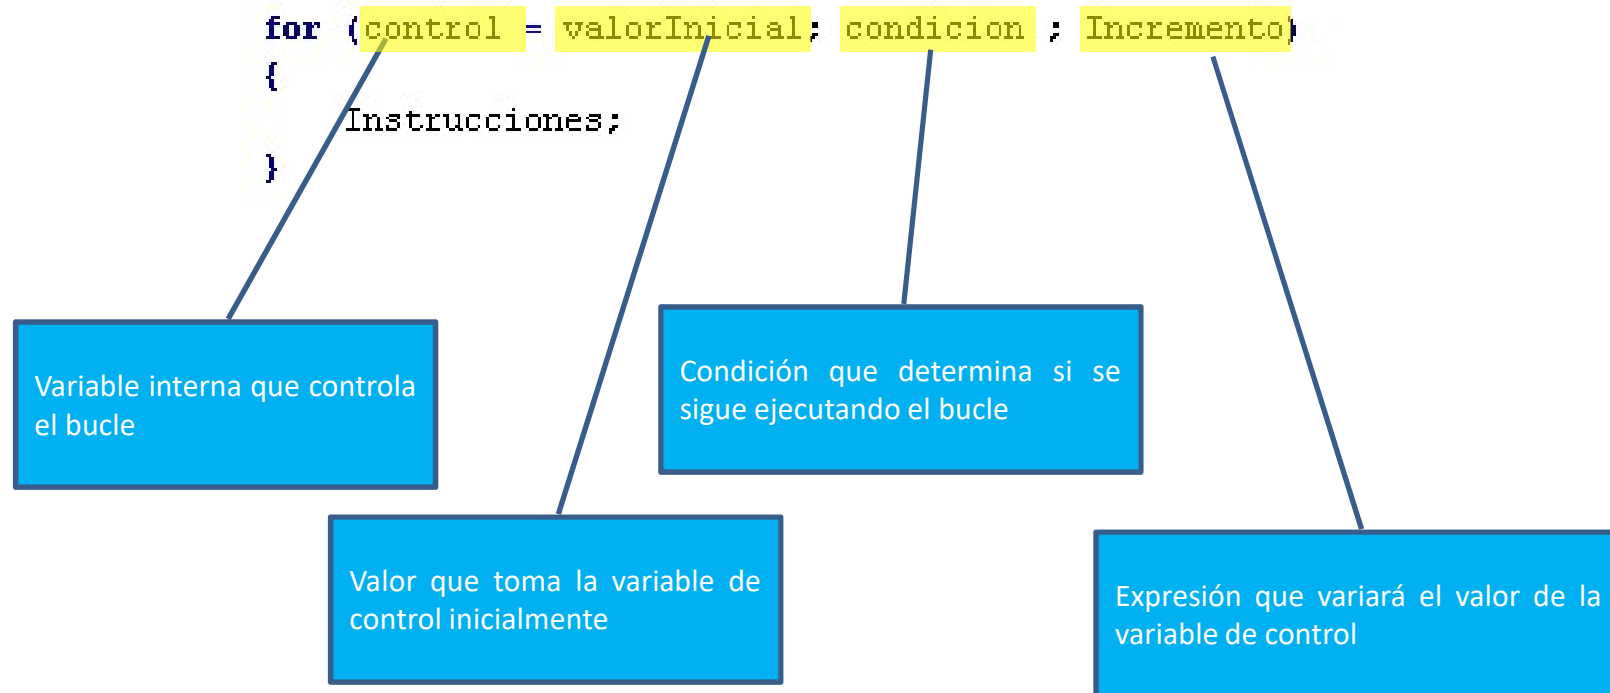 for (control = valorInicial; condicion ; Incremento)
{
Instrucciones;
}
Variable interna que controla
el bucle
Condición que determina si se
sigue ejecutando el bucle
Valor que toma la variable de
control inicialmente
Expresión que variará el valor de la
variable de control